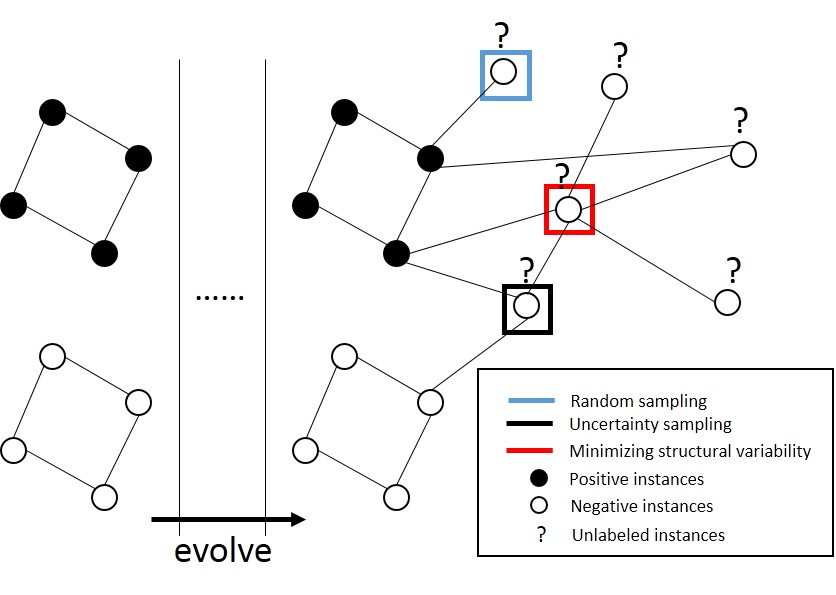 ?
?
?
?
?
?
......
evolve
Random sampling
Uncertainty sampling
Minimizing structural variability
Positive instances
Negative instances
? Unlabeled instances